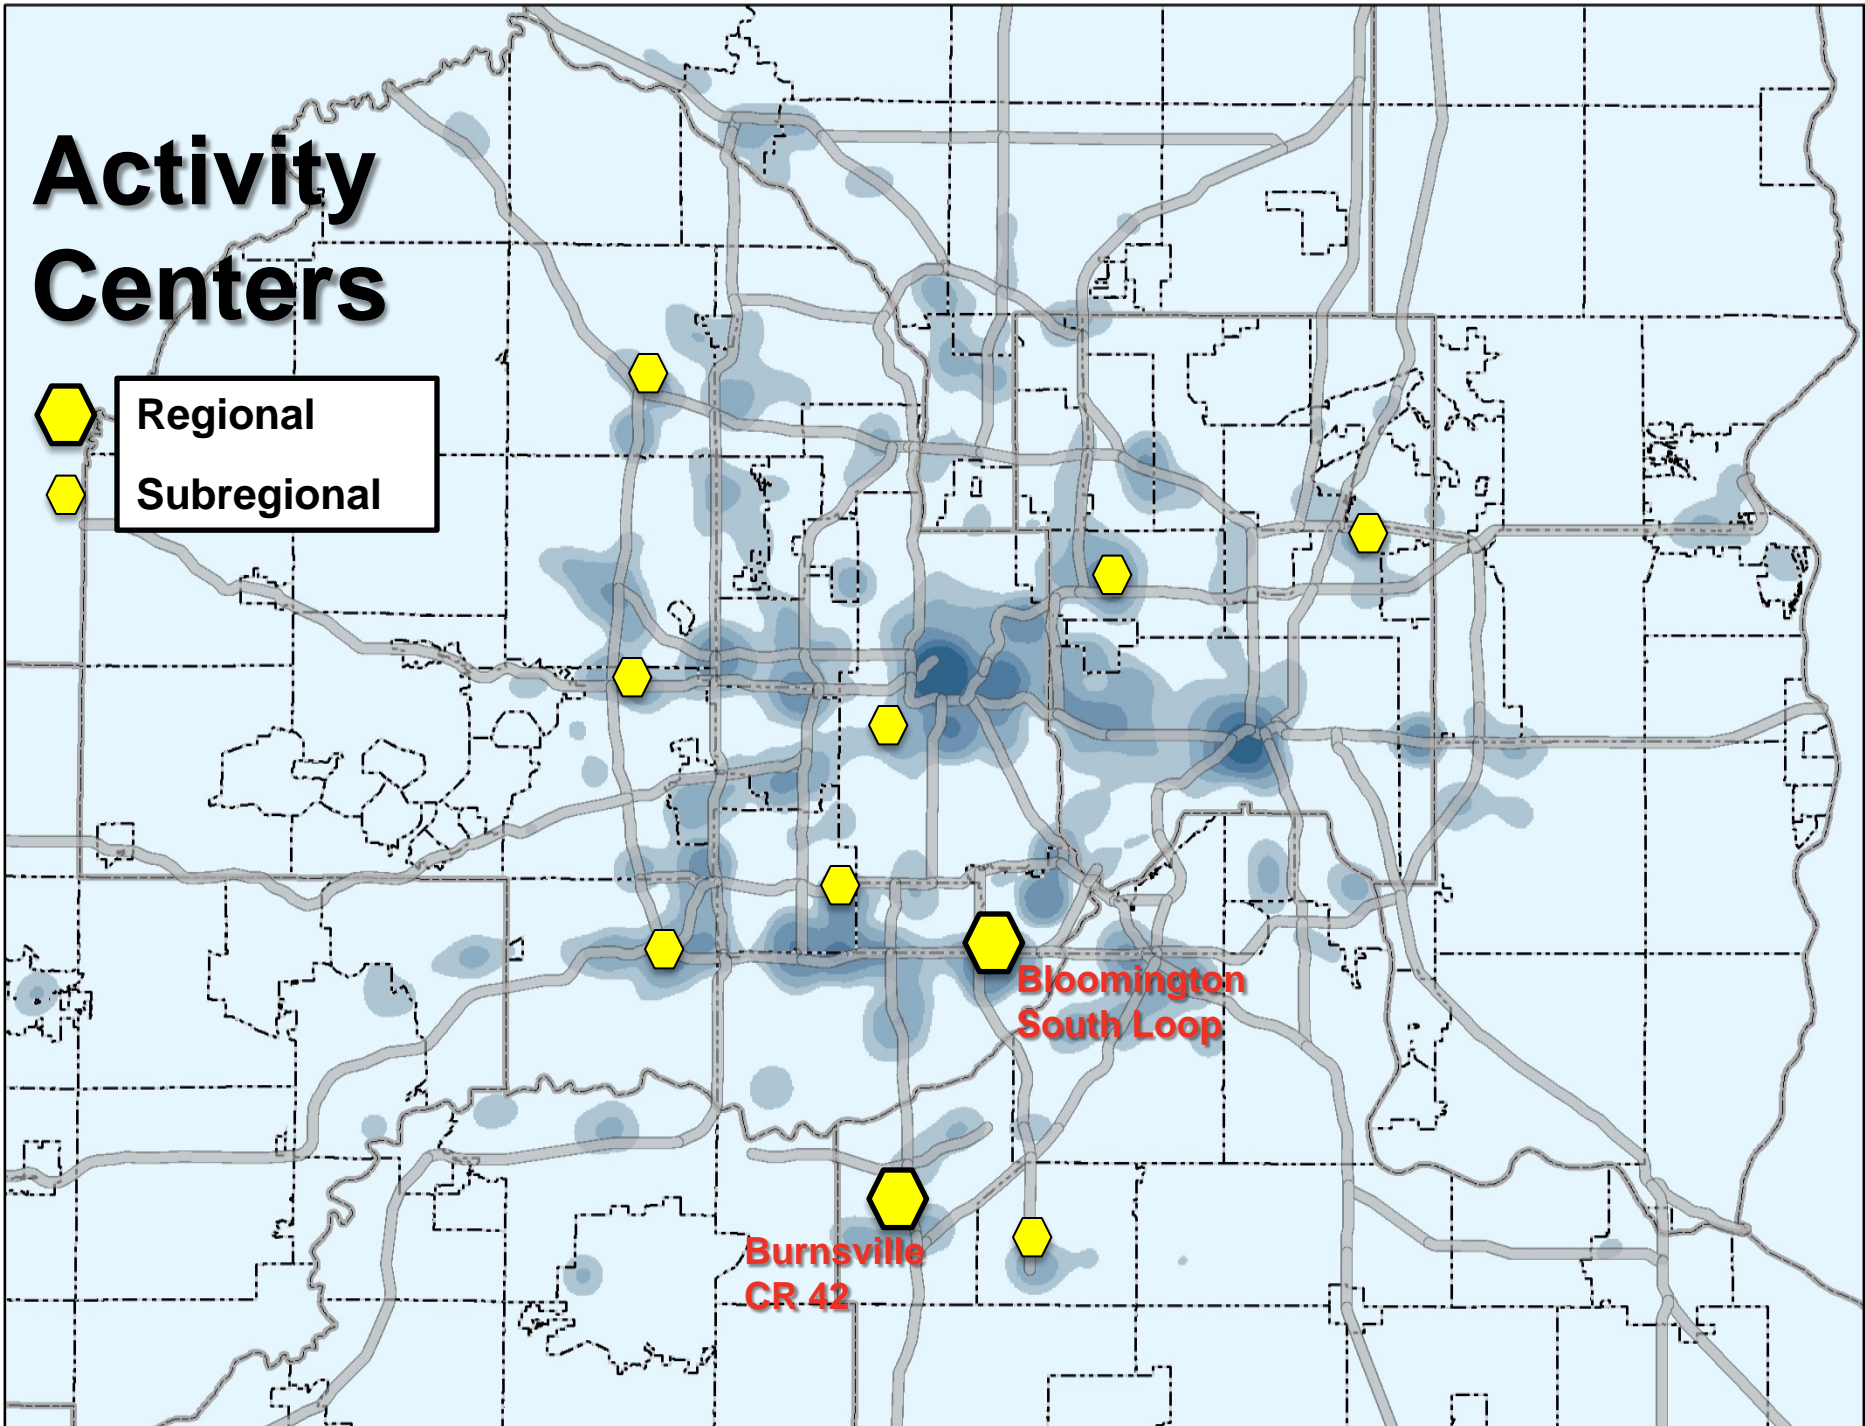 Activity
Centers
Regional
Subregional
Bloomington
South Loop
Burnsville
CR 42